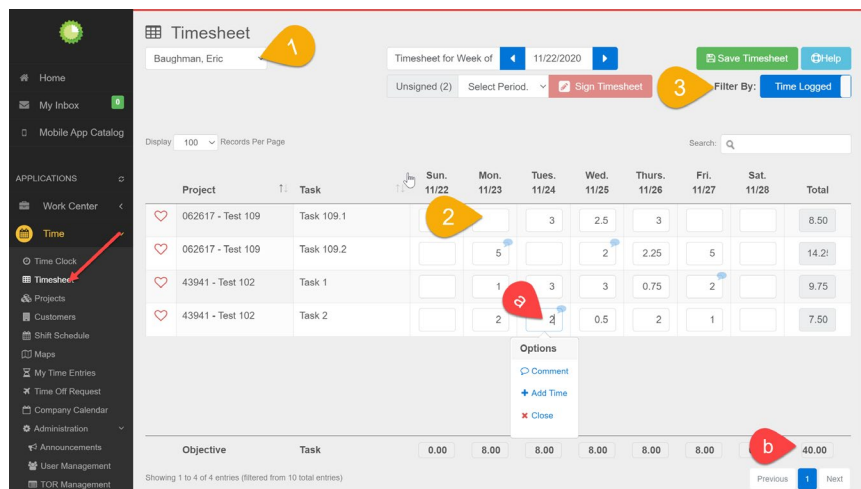 Timesheet
Baughman, Eric
1
Timesheet for Week of 11/22/2020
Save Timesheet
Help
Unsigned (2) Select Period. Sign Timesheet
3
Filter By: Time Logged
Home
My Inbox 0
Mobile App Catalog
APPLICATIONS
Work Center
Time
Time Clock
Timesheet
Projects
Customers
Shift Schedule
Maps
My Time Entries
Time Off Request
Company Calendar
Administration
Announcements
User Management
TOR Management
Display 100 Records Per Page
Search:
Project Task Sun. 11/22 Mon. 11/23 Tues. 11/24 Wed. 11/25 Thurs. 11/26 Fri. 11/27 Sat. 11/28 Total
062617 - Test 109 Task 109.1 2 3 2.5 3 8.50
062617 - Test 109 Task 109.2 5 2 2.25 5 14.2
43941 - Test 102 Task 1 1 3 3 0.75 2 9.75
a
43941 - Test 102 Task 2 2 2 0.5 2 1 7.50
Options
Comment
Add Time
Close
Objective Task 0.00 8.00 8.00 8.00 8.00 8.00 b 40.00
Showing 1 to 4 of 4 entries (filtered from 10 total entries)
Previous 1 Next